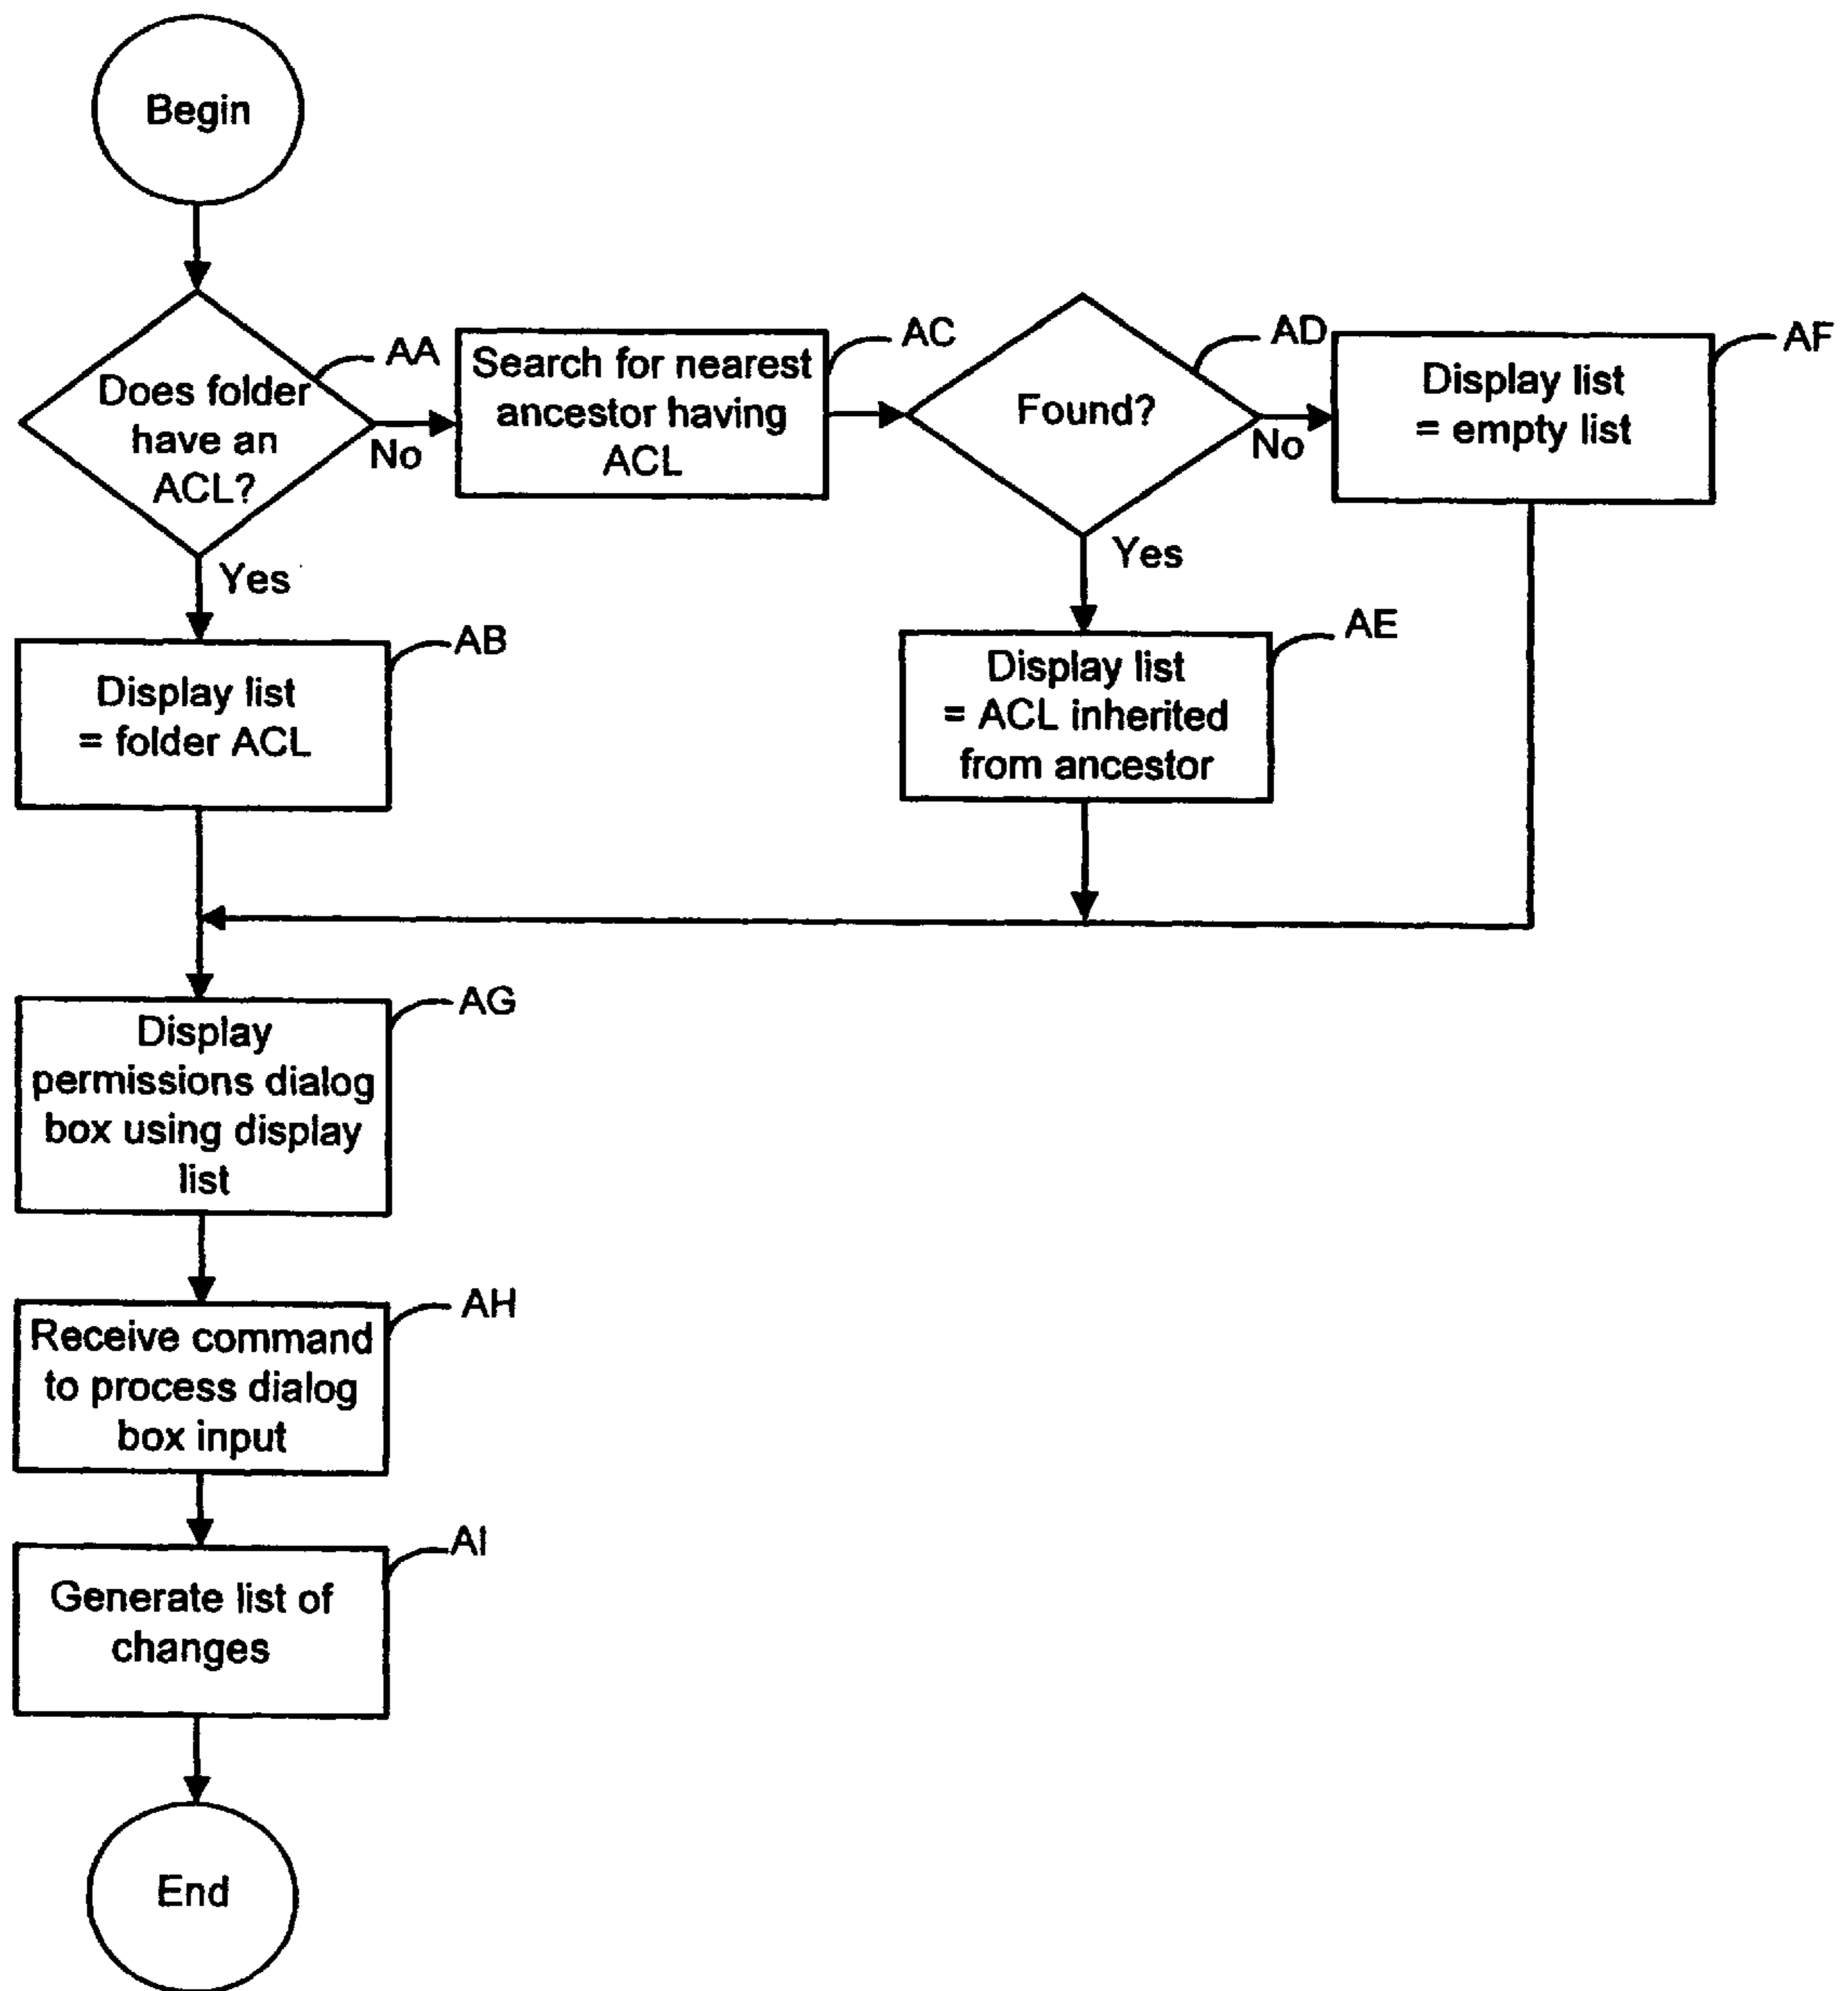 Begin
Does folder
have an
ACL?
AA
No
Search for nearest
ancestor having
ACL
AC
Found?
AD
No
Display list
= empty list
AF
Yes
Display list
= folder ACL
AB
Yes
Display list
= ACL inherited
from ancestor
AE
Display
permissions dialog
box using display
list
AG
Receive command
to process dialog
box input
AH
Generate list of
changes
AI
End